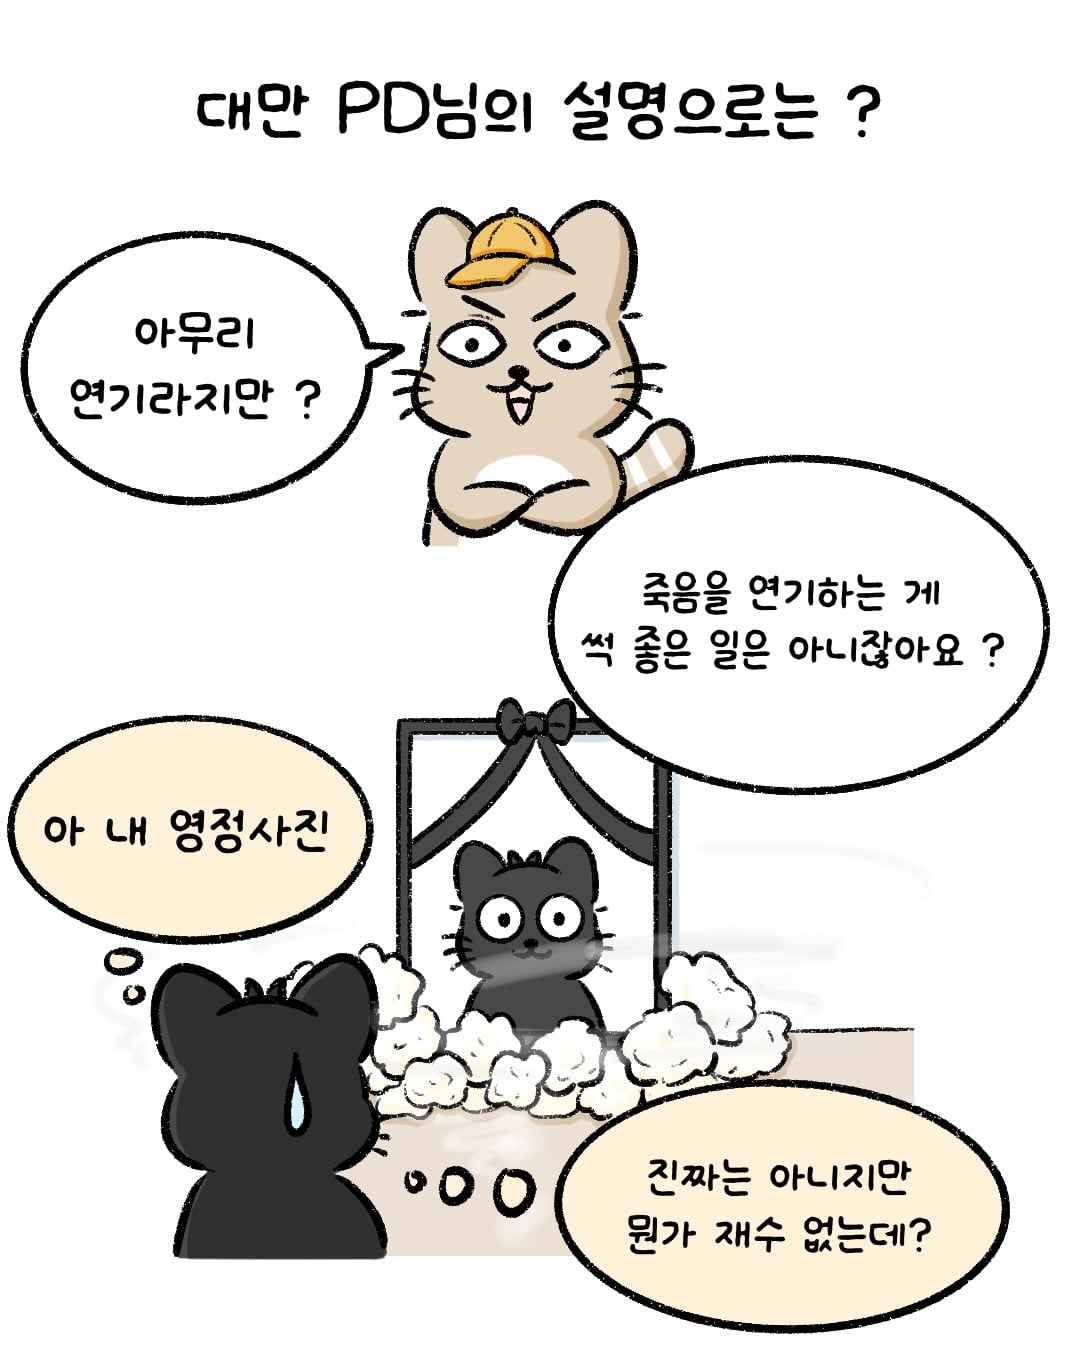 대만 PD님의 설명으로는 ?
아무리
연기라지만 ?
죽음을 연기하는 게
썩 좋은 일은 아니잖아요 ?
아 내 영정사진
진짜는 아니지만
뭔가 재수 없는데?